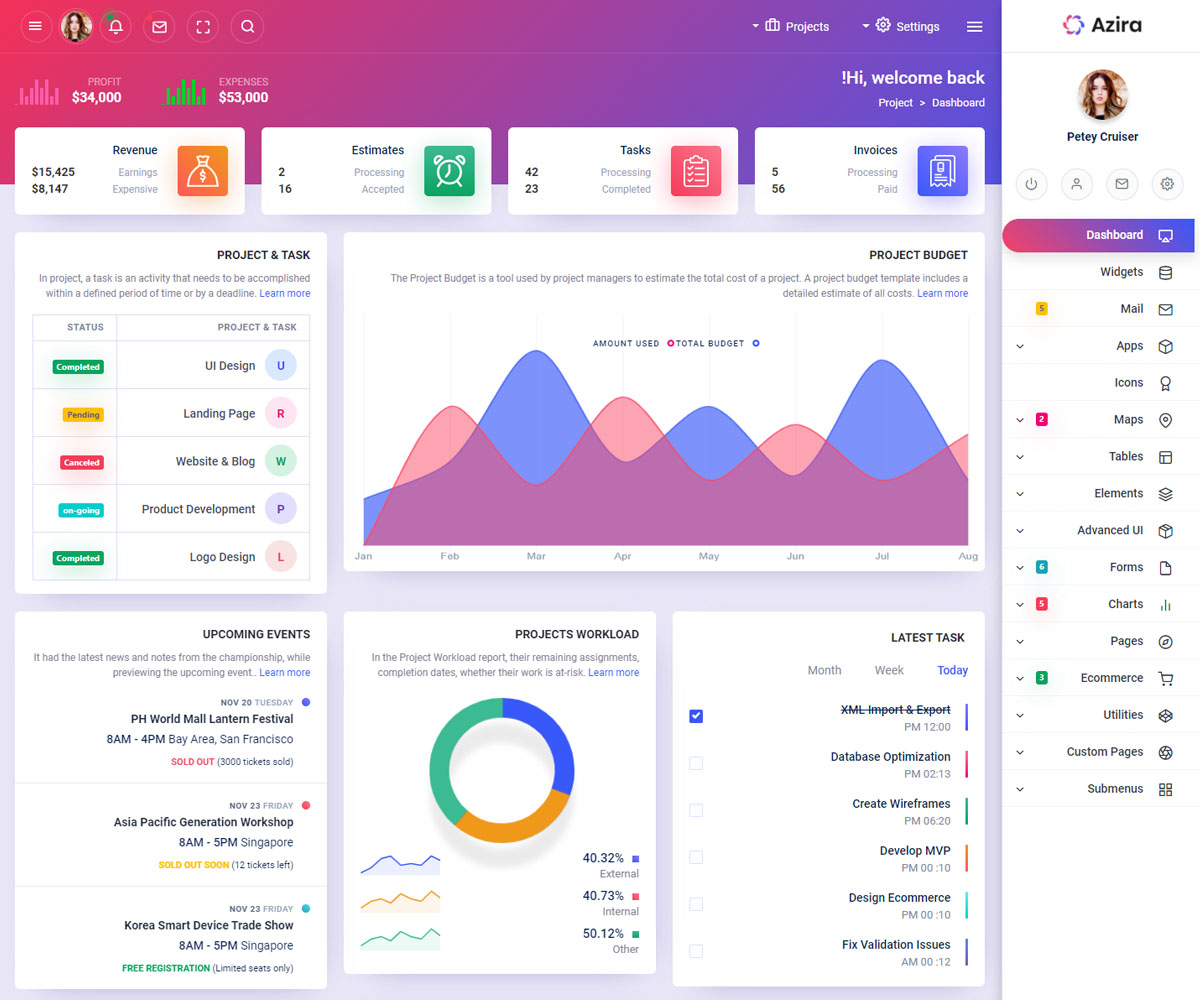 Projects
Settings
Azira
PROFIT
$34,000
EXPENSES
$53,000
!Hi, welcome back
Project > Dashboard
Petey Cruiser
Revenue
$15,425 Earnings
$8,147 Expensive
Estimates
2 Processing
16 Accepted
Tasks
42 Processing
23 Completed
Invoices
5 Processing
56 Paid
Dashboard
Widgets
5 Mail
Apps
Icons
2 Maps
Tables
Elements
Advanced UI
6 Forms
5 Charts
Pages
3 Ecommerce
Utilities
Custom Pages
Submenus
PROJECT & TASK
In project, a task is an activity that needs to be accomplished
within a defined period of time or by a deadline. Learn more
STATUS PROJECT & TASK
Completed UI Design U
Pending Landing Page R
Canceled Website & Blog W
on-going Product Development P
Completed Logo Design L
PROJECT BUDGET
The Project Budget is a tool used by project managers to estimate the total cost of a project. A project budget template includes a
detailed estimate of all costs. Learn more
AMOUNT USED TOTAL BUDGET
Jan Feb Mar Apr May Jun Jul Aug
UPCOMING EVENTS
It had the latest news and notes from the championship, while
previewing the upcoming event.. Learn more
NOV 20 TUESDAY
PH World Mall Lantern Festival
8AM - 4PM Bay Area, San Francisco
SOLD OUT (3000 tickets sold)
NOV 23 FRIDAY
Asia Pacific Generation Workshop
8AM - 5PM Singapore
SOLD OUT SOON (12 tickets left)
NOV 23 FRIDAY
Korea Smart Device Trade Show
8AM - 5PM Singapore
FREE REGISTRATION (Limited seats only)
PROJECTS WORKLOAD
In the Project Workload report, their remaining assignments,
completion dates, whether their work is at-risk. Learn more
40.32%
External
40.73%
Internal
50.12%
Other
LATEST TASK
Month Week Today
XML Import & Export
PM 12:00
Database Optimization
PM 02:13
Create Wireframes
PM 06:20
Develop MVP
PM 00 :10
Design Ecommerce
PM 00 :10
Fix Validation Issues
AM 00 :12